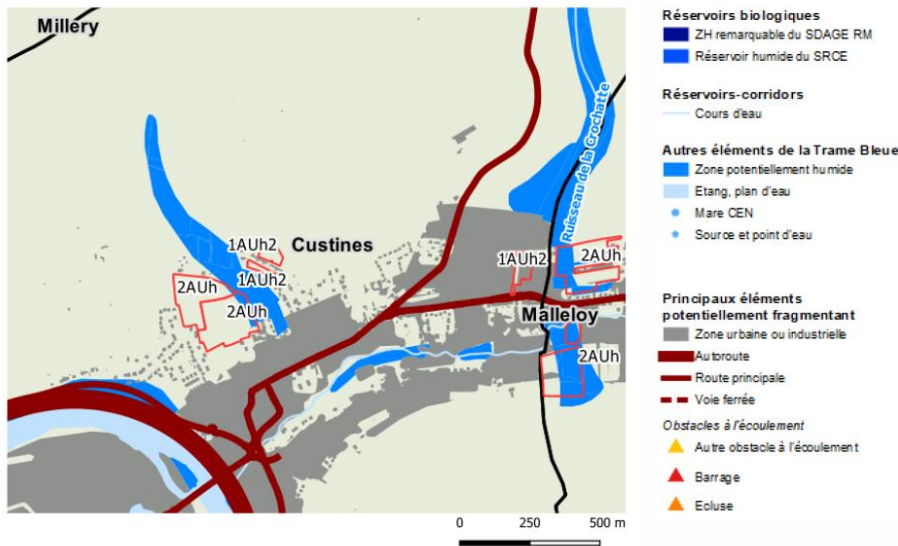 Millery
Ruisseau de la Crochatte
Custines
1AUh2
1AUh2
2AUh
2AUh
1AUh2
2AUh
Malleloy
2AUh
0 250 500 m
Réservoirs biologiques
ZH remarquable du SDAGE RM
Réservoir humide du SRCE
Réservoirs-corridors
Cours d'eau
Autres éléments de la Trame Bleue
Zone potentiellement humide
Etang, plan d'eau
Mare CEN
Source et point d'eau
Principaux éléments
potentiellement fragmentant
Zone urbaine ou industrielle
Autoroute
Route principale
Voie ferrée
Obstacles à l'écoulement
Autre obstacle à l'écoulement
Barrage
Ecluse